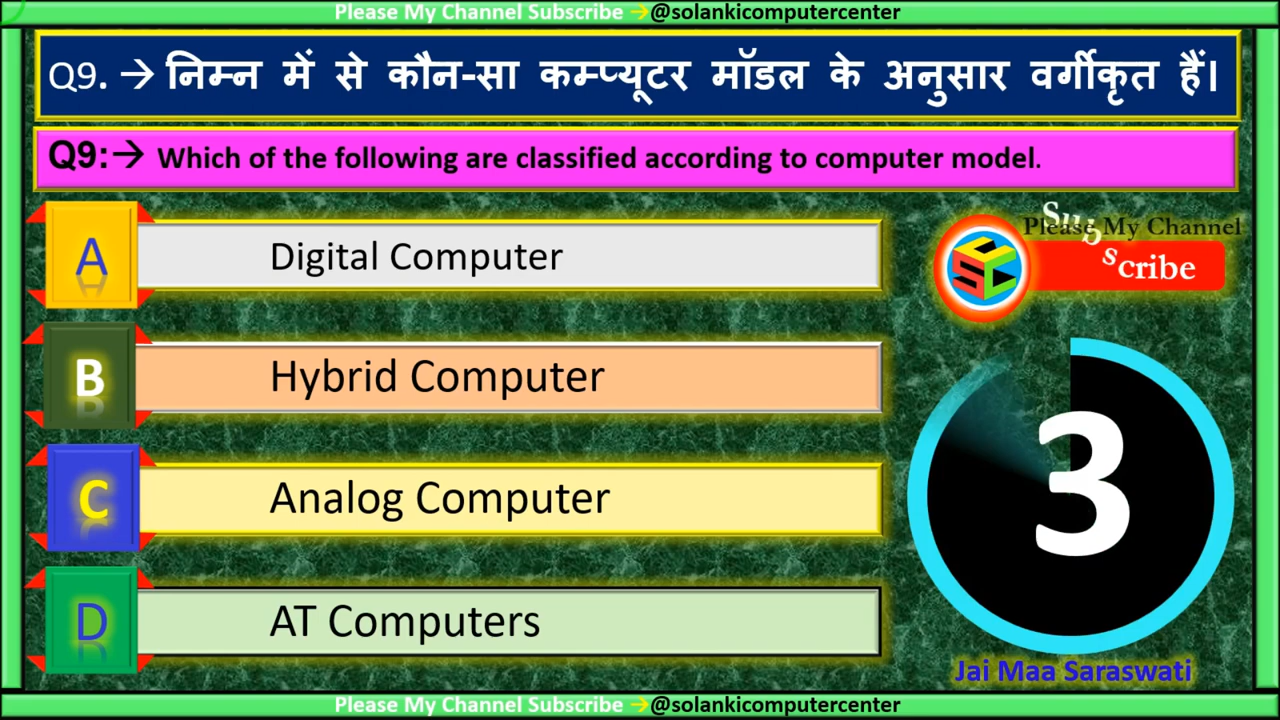 Please My Channel Subscribe →@solankicomputercenter
Q9. → निम्न में से कौन-सा कम्प्यूटर मॉडल के अनुसार वर्गीकृत हैं।
Q9:→ Which of the following are classified according to computer model.
A Digital Computer
Please My Channel
Subscribe
SCC
B Hybrid Computer
C Analog Computer
3
D AT Computers
Jai Maa Saraswati
Please My Channel Subscribe →@solankicomputercenter